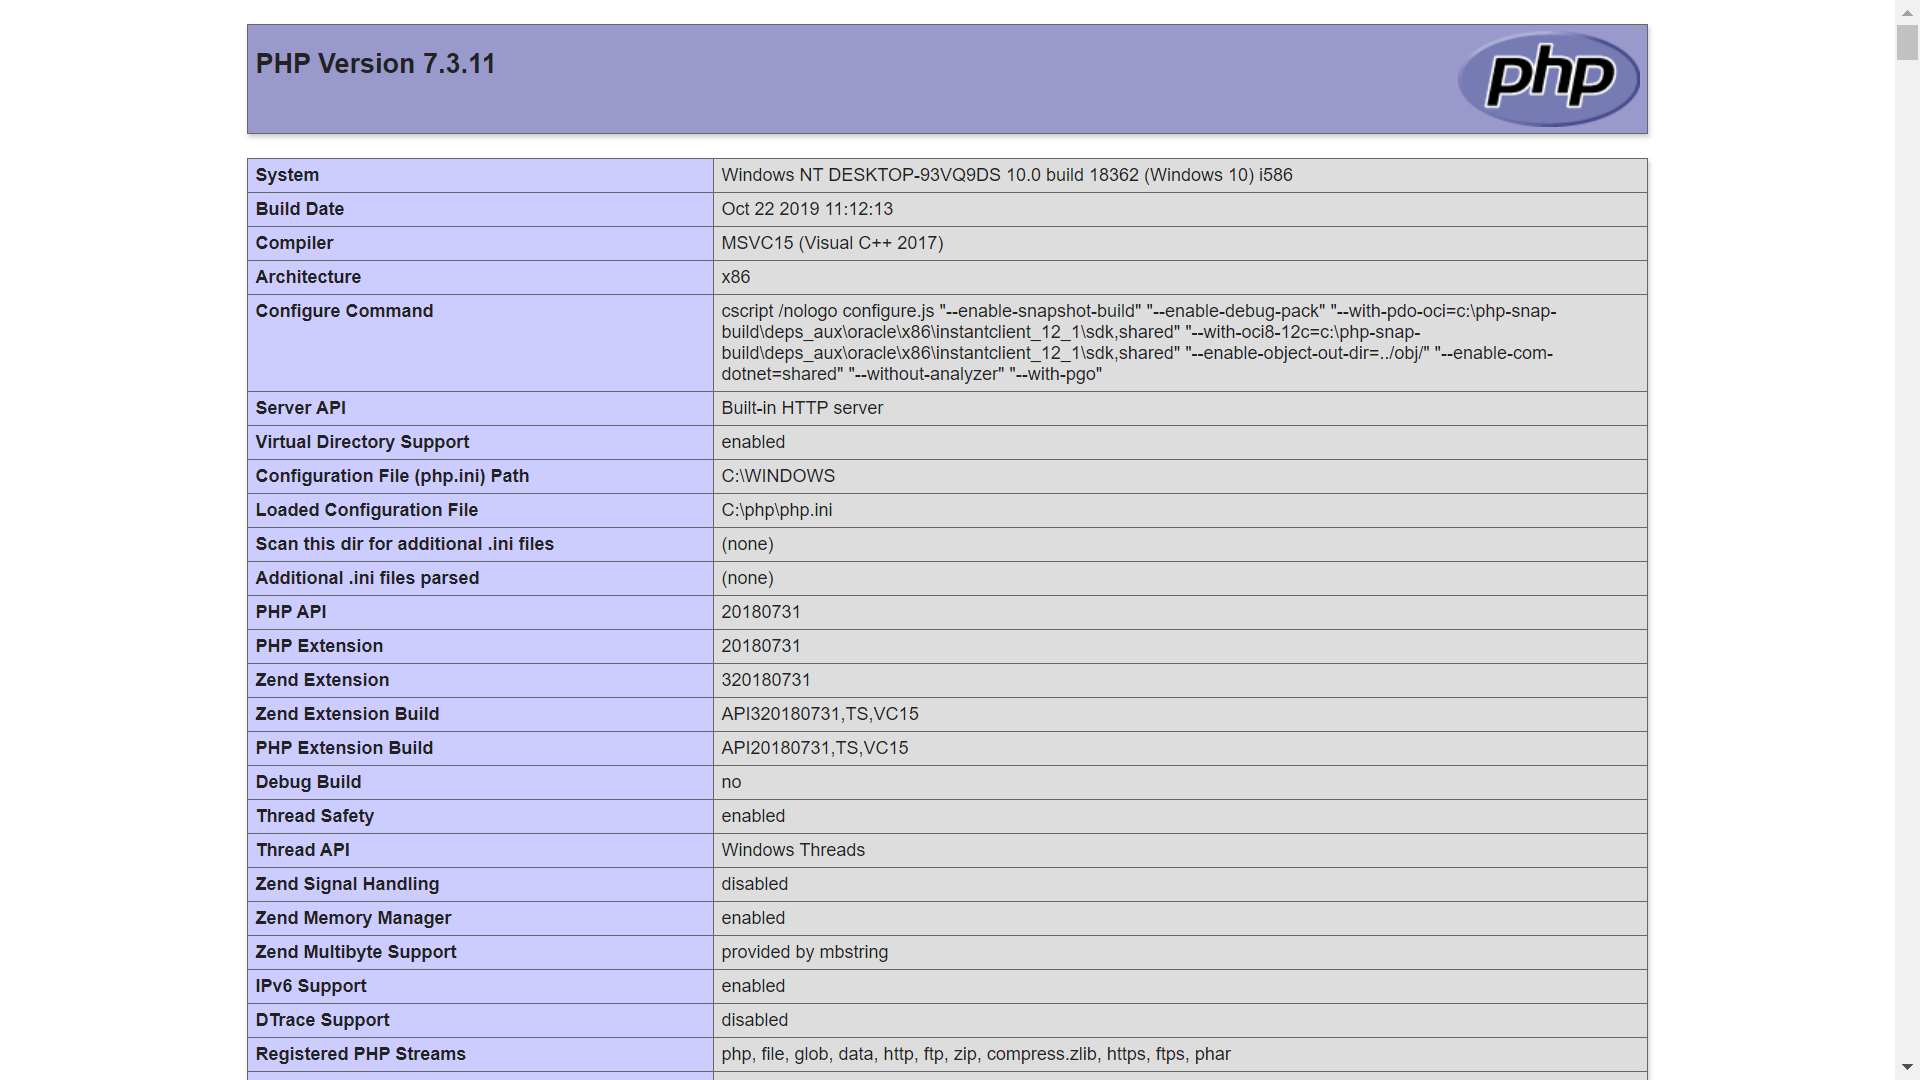 PHP Version 7.3.11
php
System Windows NT DESKTOP-93VQ9DS 10.0 build 18362 (Windows 10) i586
Build Date Oct 22 2019 11:12:13
Compiler MSVC15 (Visual C++ 2017)
Architecture x86
Configure Command cscript /nologo configure.js "--enable-snapshot-build" "--enable-debug-pack" "--with-pdo-oci=c:\php-snap-
build\deps_aux\oracle\x86\instantclient_12_1\sdk,shared" "--with-oci8-12c=c:\php-snap-
build\deps_aux\oracle\x86\instantclient_12_1\sdk,shared" "--enable-object-out-dir=../obj/" "--enable-com-
dotnet=shared" "--without-analyzer" "--with-pgo"
Server API Built-in HTTP server
Virtual Directory Support enabled
Configuration File (php.ini) Path C:\WINDOWS
Loaded Configuration File C:\php\php.ini
Scan this dir for additional .ini files (none)
Additional .ini files parsed (none)
PHP API 20180731
PHP Extension 20180731
Zend Extension 320180731
Zend Extension Build API320180731,TS,VC15
PHP Extension Build API20180731,TS,VC15
Debug Build no
Thread Safety enabled
Thread API Windows Threads
Zend Signal Handling disabled
Zend Memory Manager enabled
Zend Multibyte Support provided by mbstring
IPv6 Support enabled
DTrace Support disabled
Registered PHP Streams php, file, glob, data, http, ftp, zip, compress.zlib, https, ftps, phar